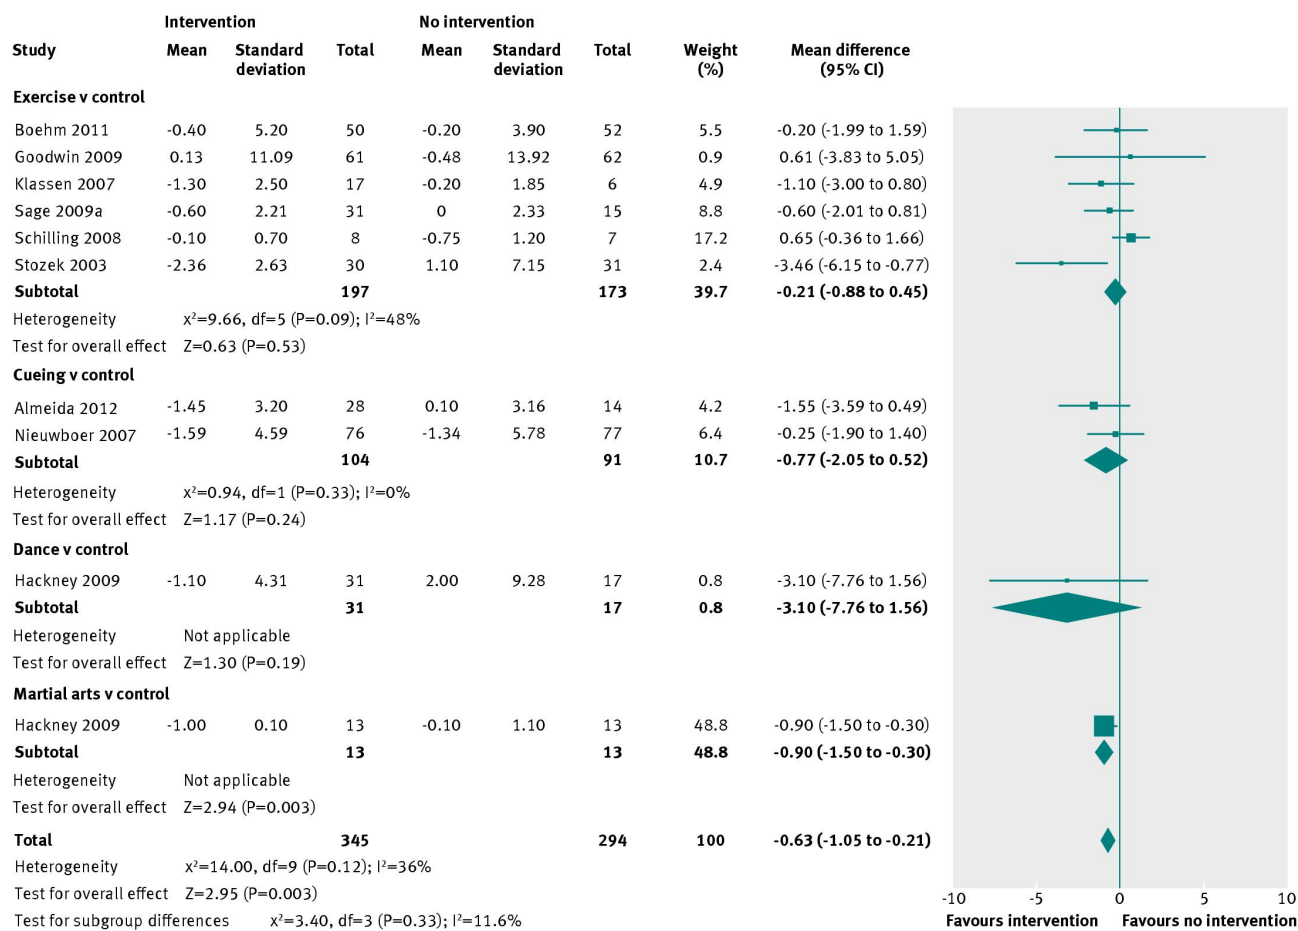 Intervention No intervention
Study Mean Standard deviation Total Mean Standard deviation Total Weight (%) Mean difference (95% CI)
Exercise v control
Boehm 2011 -0.40 5.20 50 -0.20 3.90 52 5.5 -0.20 (-1.99 to 1.59)
Goodwin 2009 0.13 11.09 61 -0.48 13.92 62 0.9 0.61 (-3.83 to 5.05)
Klassen 2007 -1.30 2.50 17 -0.20 1.85 6 4.9 -1.10 (-3.00 to 0.80)
Sage 2009a -0.60 2.21 31 0 2.33 15 8.8 -0.60 (-2.01 to 0.81)
Schilling 2008 -0.10 0.70 8 -0.75 1.20 7 17.2 0.65 (-0.36 to 1.66)
Stozek 2003 -2.36 2.63 30 1.10 7.15 31 2.4 -3.46 (-6.15 to -0.77)
Subtotal 197 173 39.7 -0.21 (-0.88 to 0.45)
Heterogeneity x²=9.66, df=5 (P=0.09); I²=48%
Test for overall effect Z=0.63 (P=0.53)
Cueing v control
Almeida 2012 -1.45 3.20 28 0.10 3.16 14 4.2 -1.55 (-3.59 to 0.49)
Nieuwboer 2007 -1.59 4.59 76 -1.34 5.78 77 6.4 -0.25 (-1.90 to 1.40)
Subtotal 104 91 10.7 -0.77 (-2.05 to 0.52)
Heterogeneity x²=0.94, df=1 (P=0.33); I²=0%
Test for overall effect Z=1.17 (P=0.24)
Dance v control
Hackney 2009 -1.10 4.31 31 2.00 9.28 17 0.8 -3.10 (-7.76 to 1.56)
Subtotal 31 17 0.8 -3.10 (-7.76 to 1.56)
Heterogeneity Not applicable
Test for overall effect Z=1.30 (P=0.19)
Martial arts v control
Hackney 2009 -1.00 0.10 13 -0.10 1.10 13 48.8 -0.90 (-1.50 to -0.30)
Subtotal 13 13 48.8 -0.90 (-1.50 to -0.30)
Heterogeneity Not applicable
Test for overall effect Z=2.94 (P=0.003)
Total 345 294 100 -0.63 (-1.05 to -0.21)
Heterogeneity x²=14.00, df=9 (P=0.12); I²=36%
Test for overall effect Z=2.95 (P=0.003)
Test for subgroup differences x²=3.40, df=3 (P=0.33); I²=11.6%
-10 -5 0 5 10
Favours intervention Favours no intervention